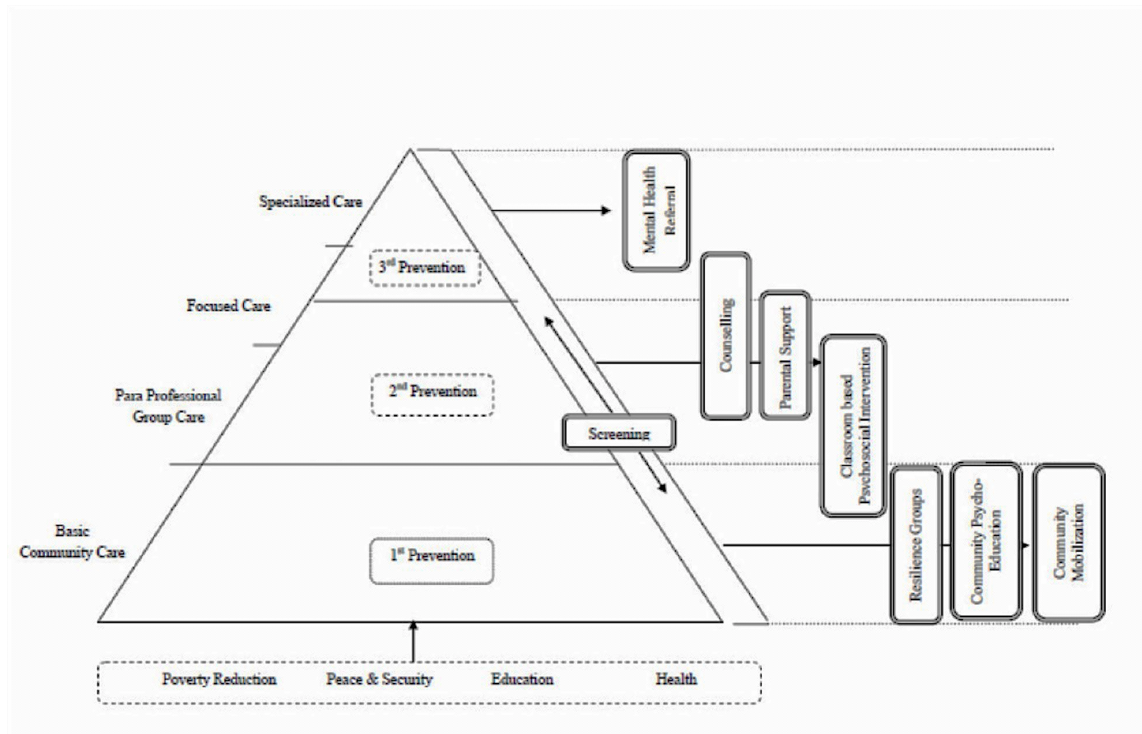 Specialized Care
3rd Prevention
Focused Care
2nd Prevention
Para Professional
Group Care
Screening
Basic
Community Care
1st Prevention
Poverty Reduction
Peace & Security
Education
Health
Mental Health
Referral
Counselling
Parental Support
Classroom based
Psychosocial Intervention
Resilience Groups
Community Psycho-
Education
Community
Mobilization